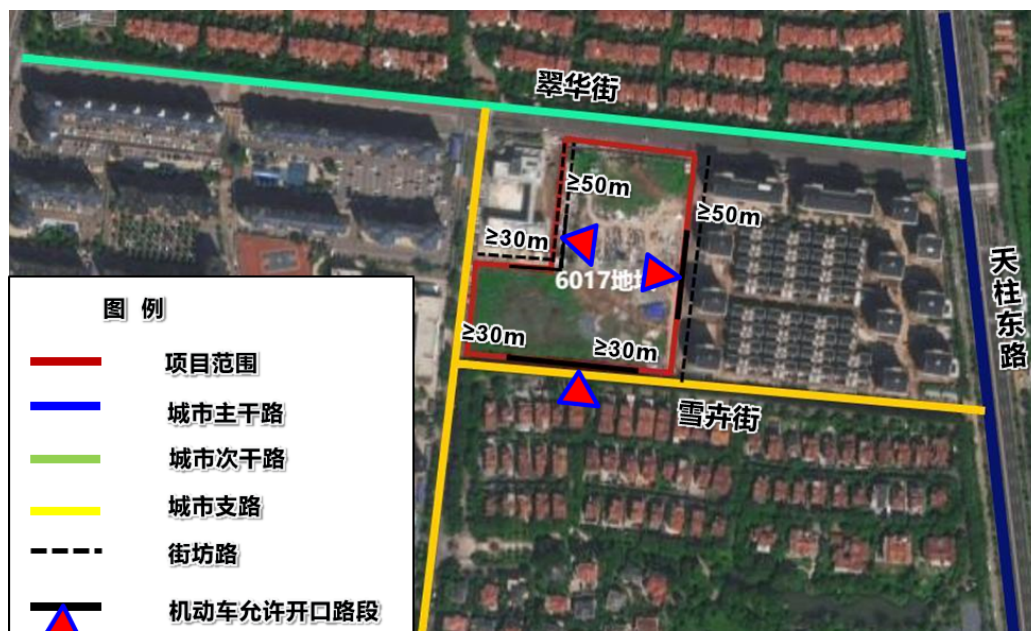 翠华街
≥50m
≥50m
≥30m
6017地块
天柱东路
≥30m
≥30m
雪卉街
图 例
项目范围
城市主干路
城市次干路
城市支路
街坊路
机动车允许开口路段